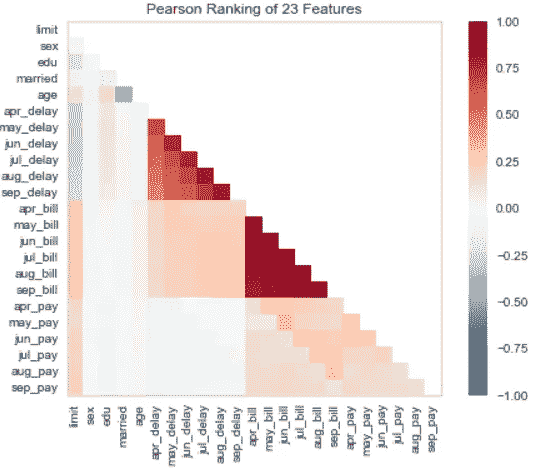 Pearson Ranking of 23 Features
limit
sex
edu
married
age
apr_delay
may_delay
jun_delay
jul_delay
aug_delay
sep_delay
apr_bill
may_bill
jun_bill
jul_bill
aug_bill
sep_bill
apr_pay
may_pay
jun_pay
jul_pay
aug_pay
sep_pay
1.00
0.75
0.50
0.25
0.00
−0.25
−0.50
−0.75
−1.00
limit
sex
edu
married
age
apr_delay
may_delay
jun_delay
jul_delay
aug_delay
sep_delay
apr_bill
may_bill
jun_bill
jul_bill
aug_bill
sep_bill
apr_pay
may_pay
jun_pay
jul_pay
aug_pay
sep_pay